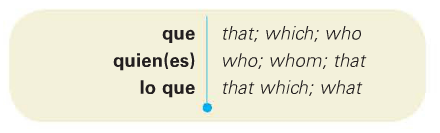 que that; which; who
quien(es) who; whom; that
lo que that which; what